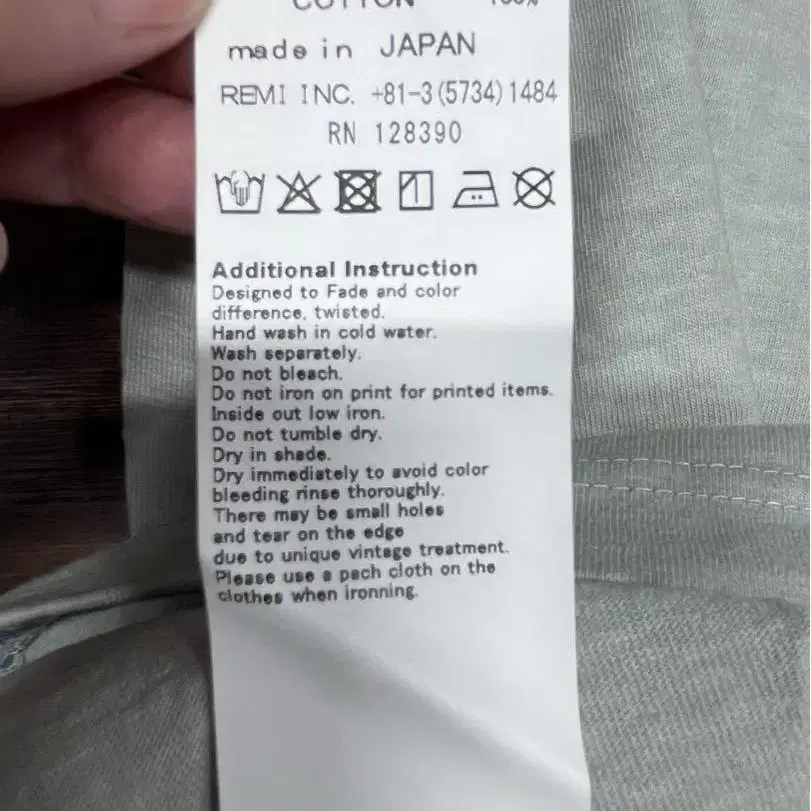 COTTON 100%
made in JAPAN
REMI INC. +81-3(5734)1484
RN 128390
Additional Instruction
Designed to Fade and color
difference, twisted.
Hand wash in cold water.
Wash separately.
Do not bleach.
Do not iron on print for printed items.
Inside out low iron.
Do not tumble dry.
Dry in shade.
Dry immediately to avoid color
bleeding rinse thoroughly.
There may be small holes
and tear on the edge
due to unique vintage treatment.
Please use a pach cloth on the
clothes when ironning.